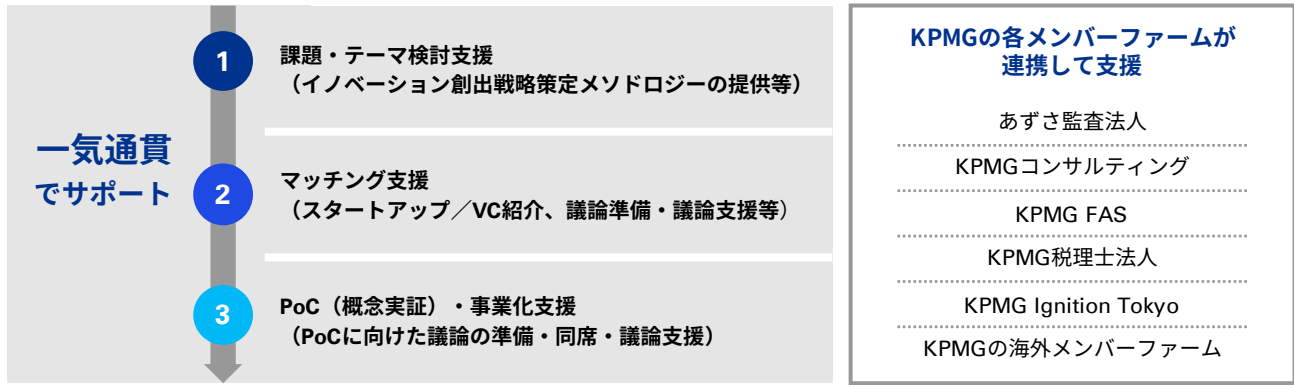 一気通貫
でサポート
1
課題・テーマ検討支援
（イノベーション創出戦略策定メソドロジーの提供等）
2
マッチング支援
（スタートアップ／VC紹介、議論準備・議論支援等）
3
PoC（概念実証）・事業化支援
（PoCに向けた議論の準備・同席・議論支援）
KPMGの各メンバーファームが
連携して支援
あずさ監査法人
KPMGコンサルティング
KPMG FAS
KPMG税理士法人
KPMG Ignition Tokyo
KPMGの海外メンバーファーム